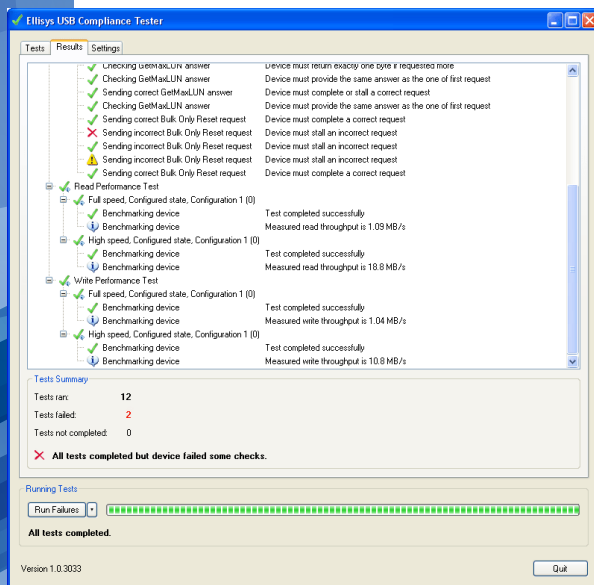 Ellisys USB Compliance Tester
Tests Results Settings
Checking GetMaxLUN answer Device must return exactly one byte if requested more
Checking GetMaxLUN answer Device must provide the same answer as the one of first request
Sending correct GetMaxLUN answer Device must complete or stall a correct request
Checking GetMaxLUN answer Device must provide the same answer as the one of first request
Sending correct Bulk Only Reset request Device must complete a correct request
Sending incorrect Bulk Only Reset request Device must stall an incorrect request
Sending incorrect Bulk Only Reset request Device must stall an incorrect request
Sending incorrect Bulk Only Reset request Device must stall an incorrect request
Sending correct Bulk Only Reset request Device must complete a correct request
Read Performance Test
Full speed, Configured state, Configuration 1 (0)
Benchmarking device Test completed successfully
Benchmarking device Measured read throughput is 1.09 MB/s
High speed, Configured state, Configuration 1 (0)
Benchmarking device Test completed successfully
Benchmarking device Measured read throughput is 18.8 MB/s
Write Performance Test
Full speed, Configured state, Configuration 1 (0)
Benchmarking device Test completed successfully
Benchmarking device Measured write throughput is 1.04 MB/s
High speed, Configured state, Configuration 1 (0)
Benchmarking device Test completed successfully
Benchmarking device Measured write throughput is 10.8 MB/s
Tests Summary
Tests ran: 12
Tests failed: 2
Tests not completed: 0
All tests completed but device failed some checks.
Running Tests
Run Failures
All tests completed.
Version 1.0.3033 Quit